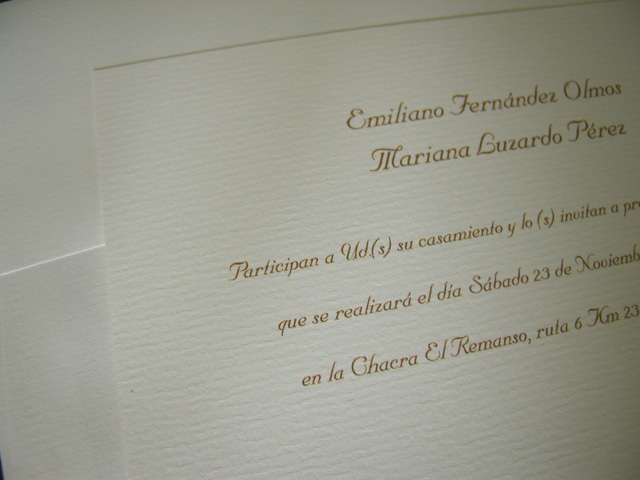 Emiliano Fernández Olmos
Mariana Luzardo Pérez
Participan a Ud.(s) su casamiento y lo (s) invitan a
que se realizará el día Sábado 23 de
en la Chacra El Remanso, ruta 6 Km 23